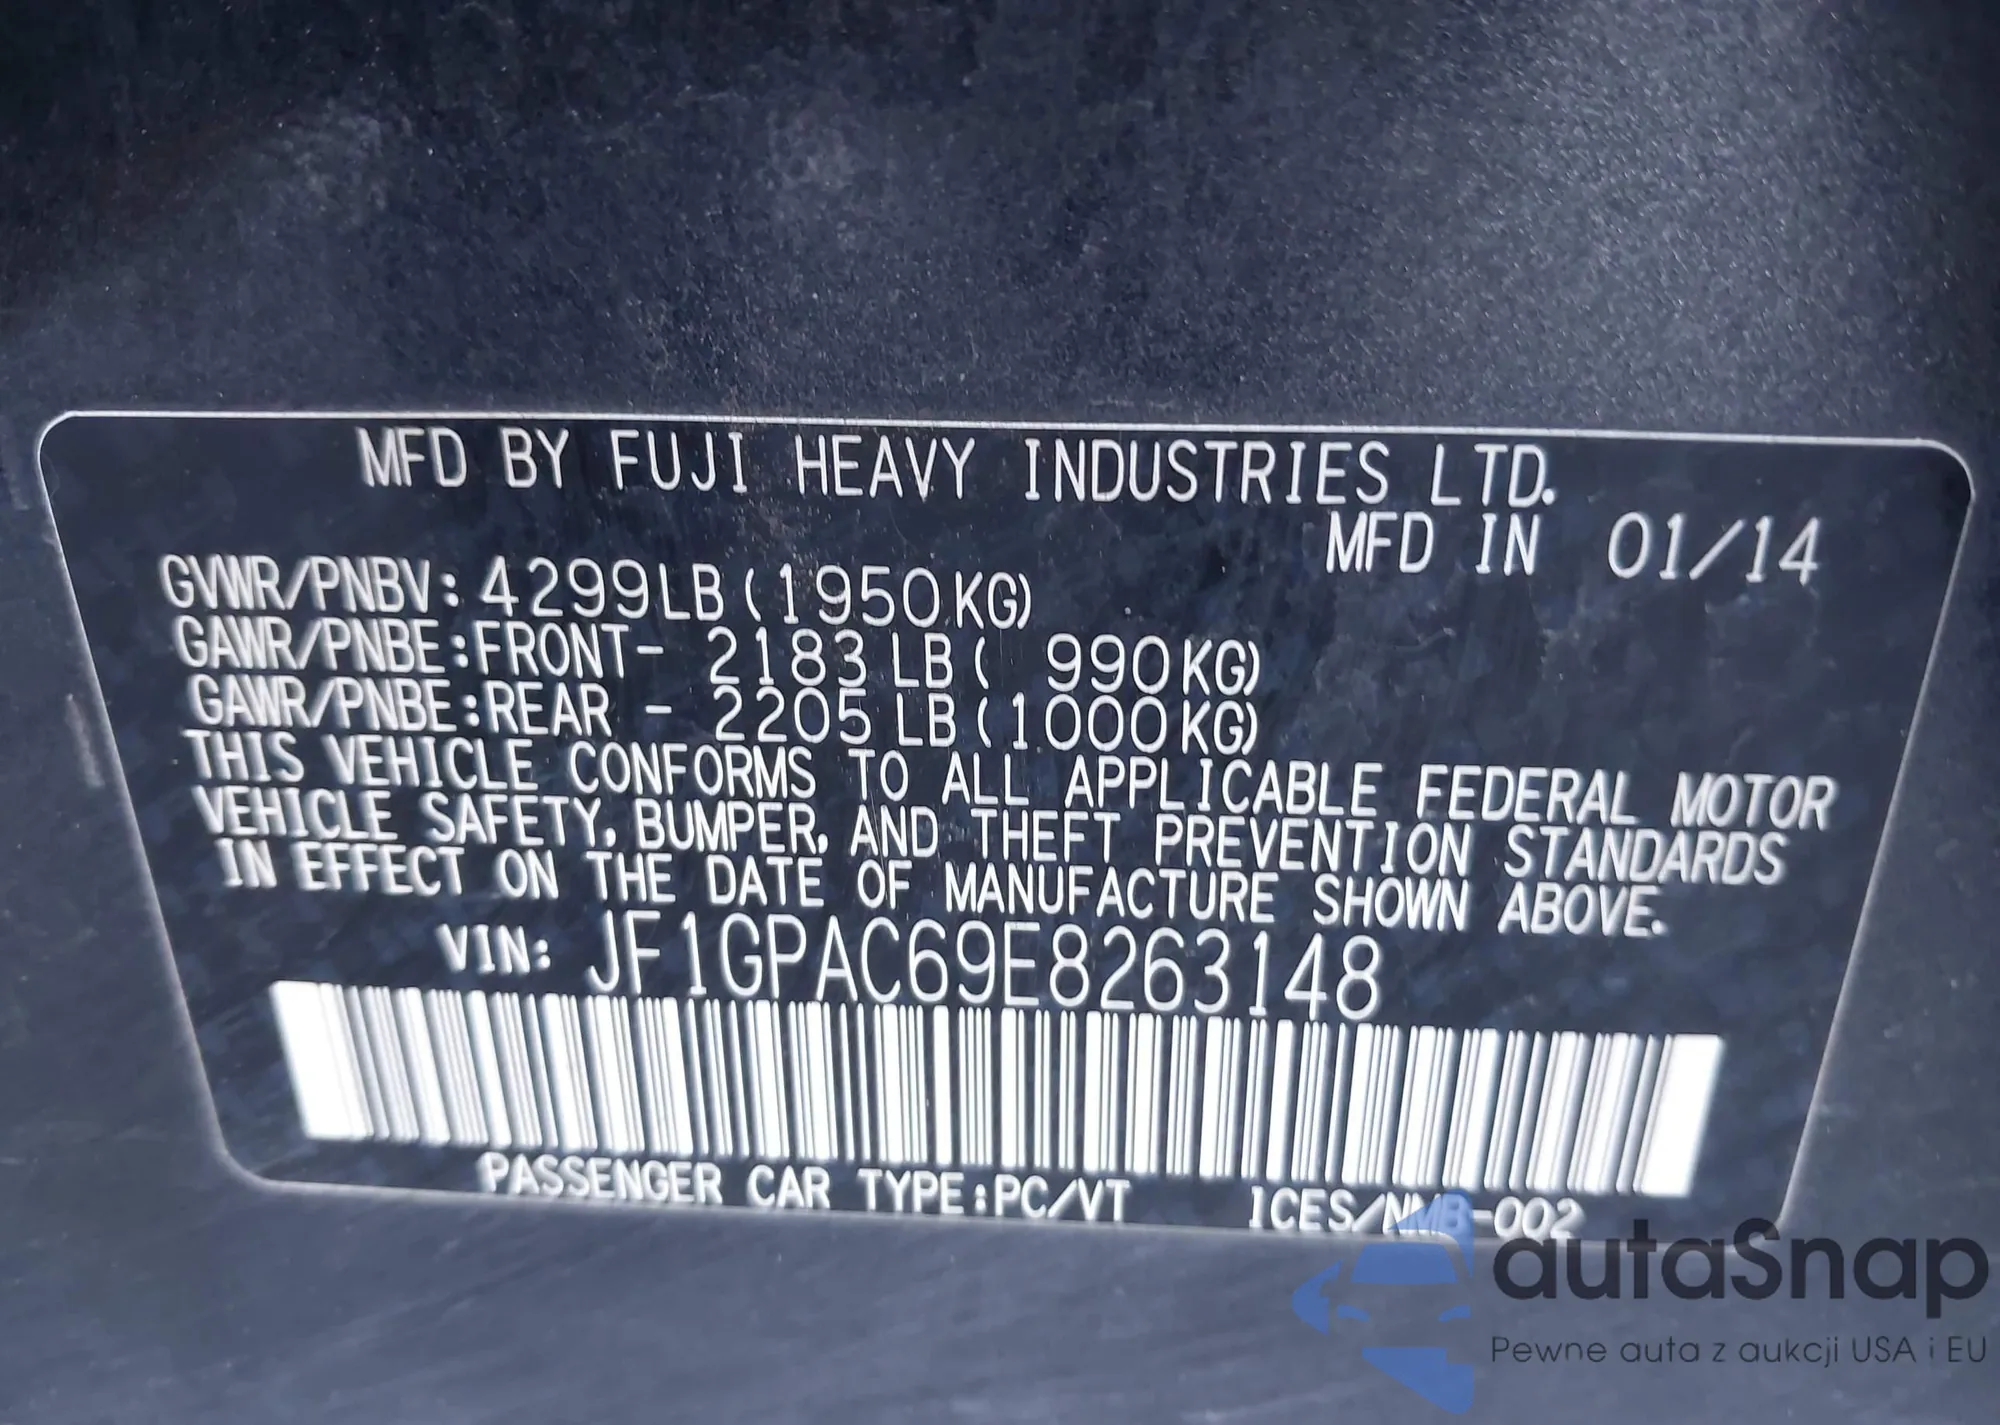 MFD BY FUJI HEAVY INDUSTRIES LTD.
MFD IN 01/14
GVWR/PNBV: 4299LB (1950KG)
GAWR/PNBE:FRONT- 2183 LB( 990KG)
GAWR/PNBE:REAR - 2205 LB(1000KG)
THIS VEHICLE CONFORMS TO ALL APPLICABLE FEDERAL MOTOR
VEHICLE SAFETY, BUMPER, AND THEFT PREVENTION STANDARDS
IN EFFECT ON THE DATE OF MANUFACTURE SHOWN ABOVE.
VIN: JF1GPAC69E8263148
PASSENGER CAR TYPE:PC/VT ICES/NMB-002
autaSnap
Pewne auta z aukcji USA i EU